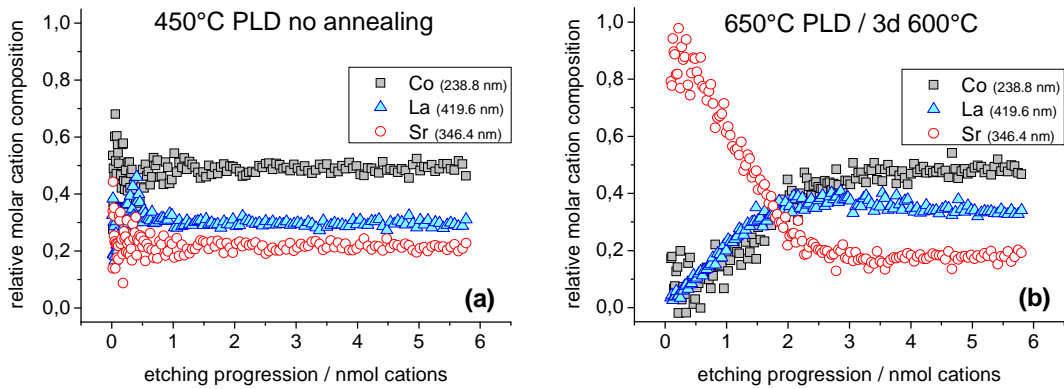 450°C PLD no annealing
Co (238.8 nm)
La (419.6 nm)
Sr (346.4 nm)
relative molar cation composition
1,0
0,8
0,6
0,4
0,2
0,0
(a)
0 1 2 3 4 5 6
etching progression / nmol cations
650°C PLD / 3d 600°C
Co (238.8 nm)
La (419.6 nm)
Sr (346.4 nm)
relative molar cation composition
1,0
0,8
0,6
0,4
0,2
0,0
(b)
0 1 2 3 4 5 6
etching progression / nmol cations